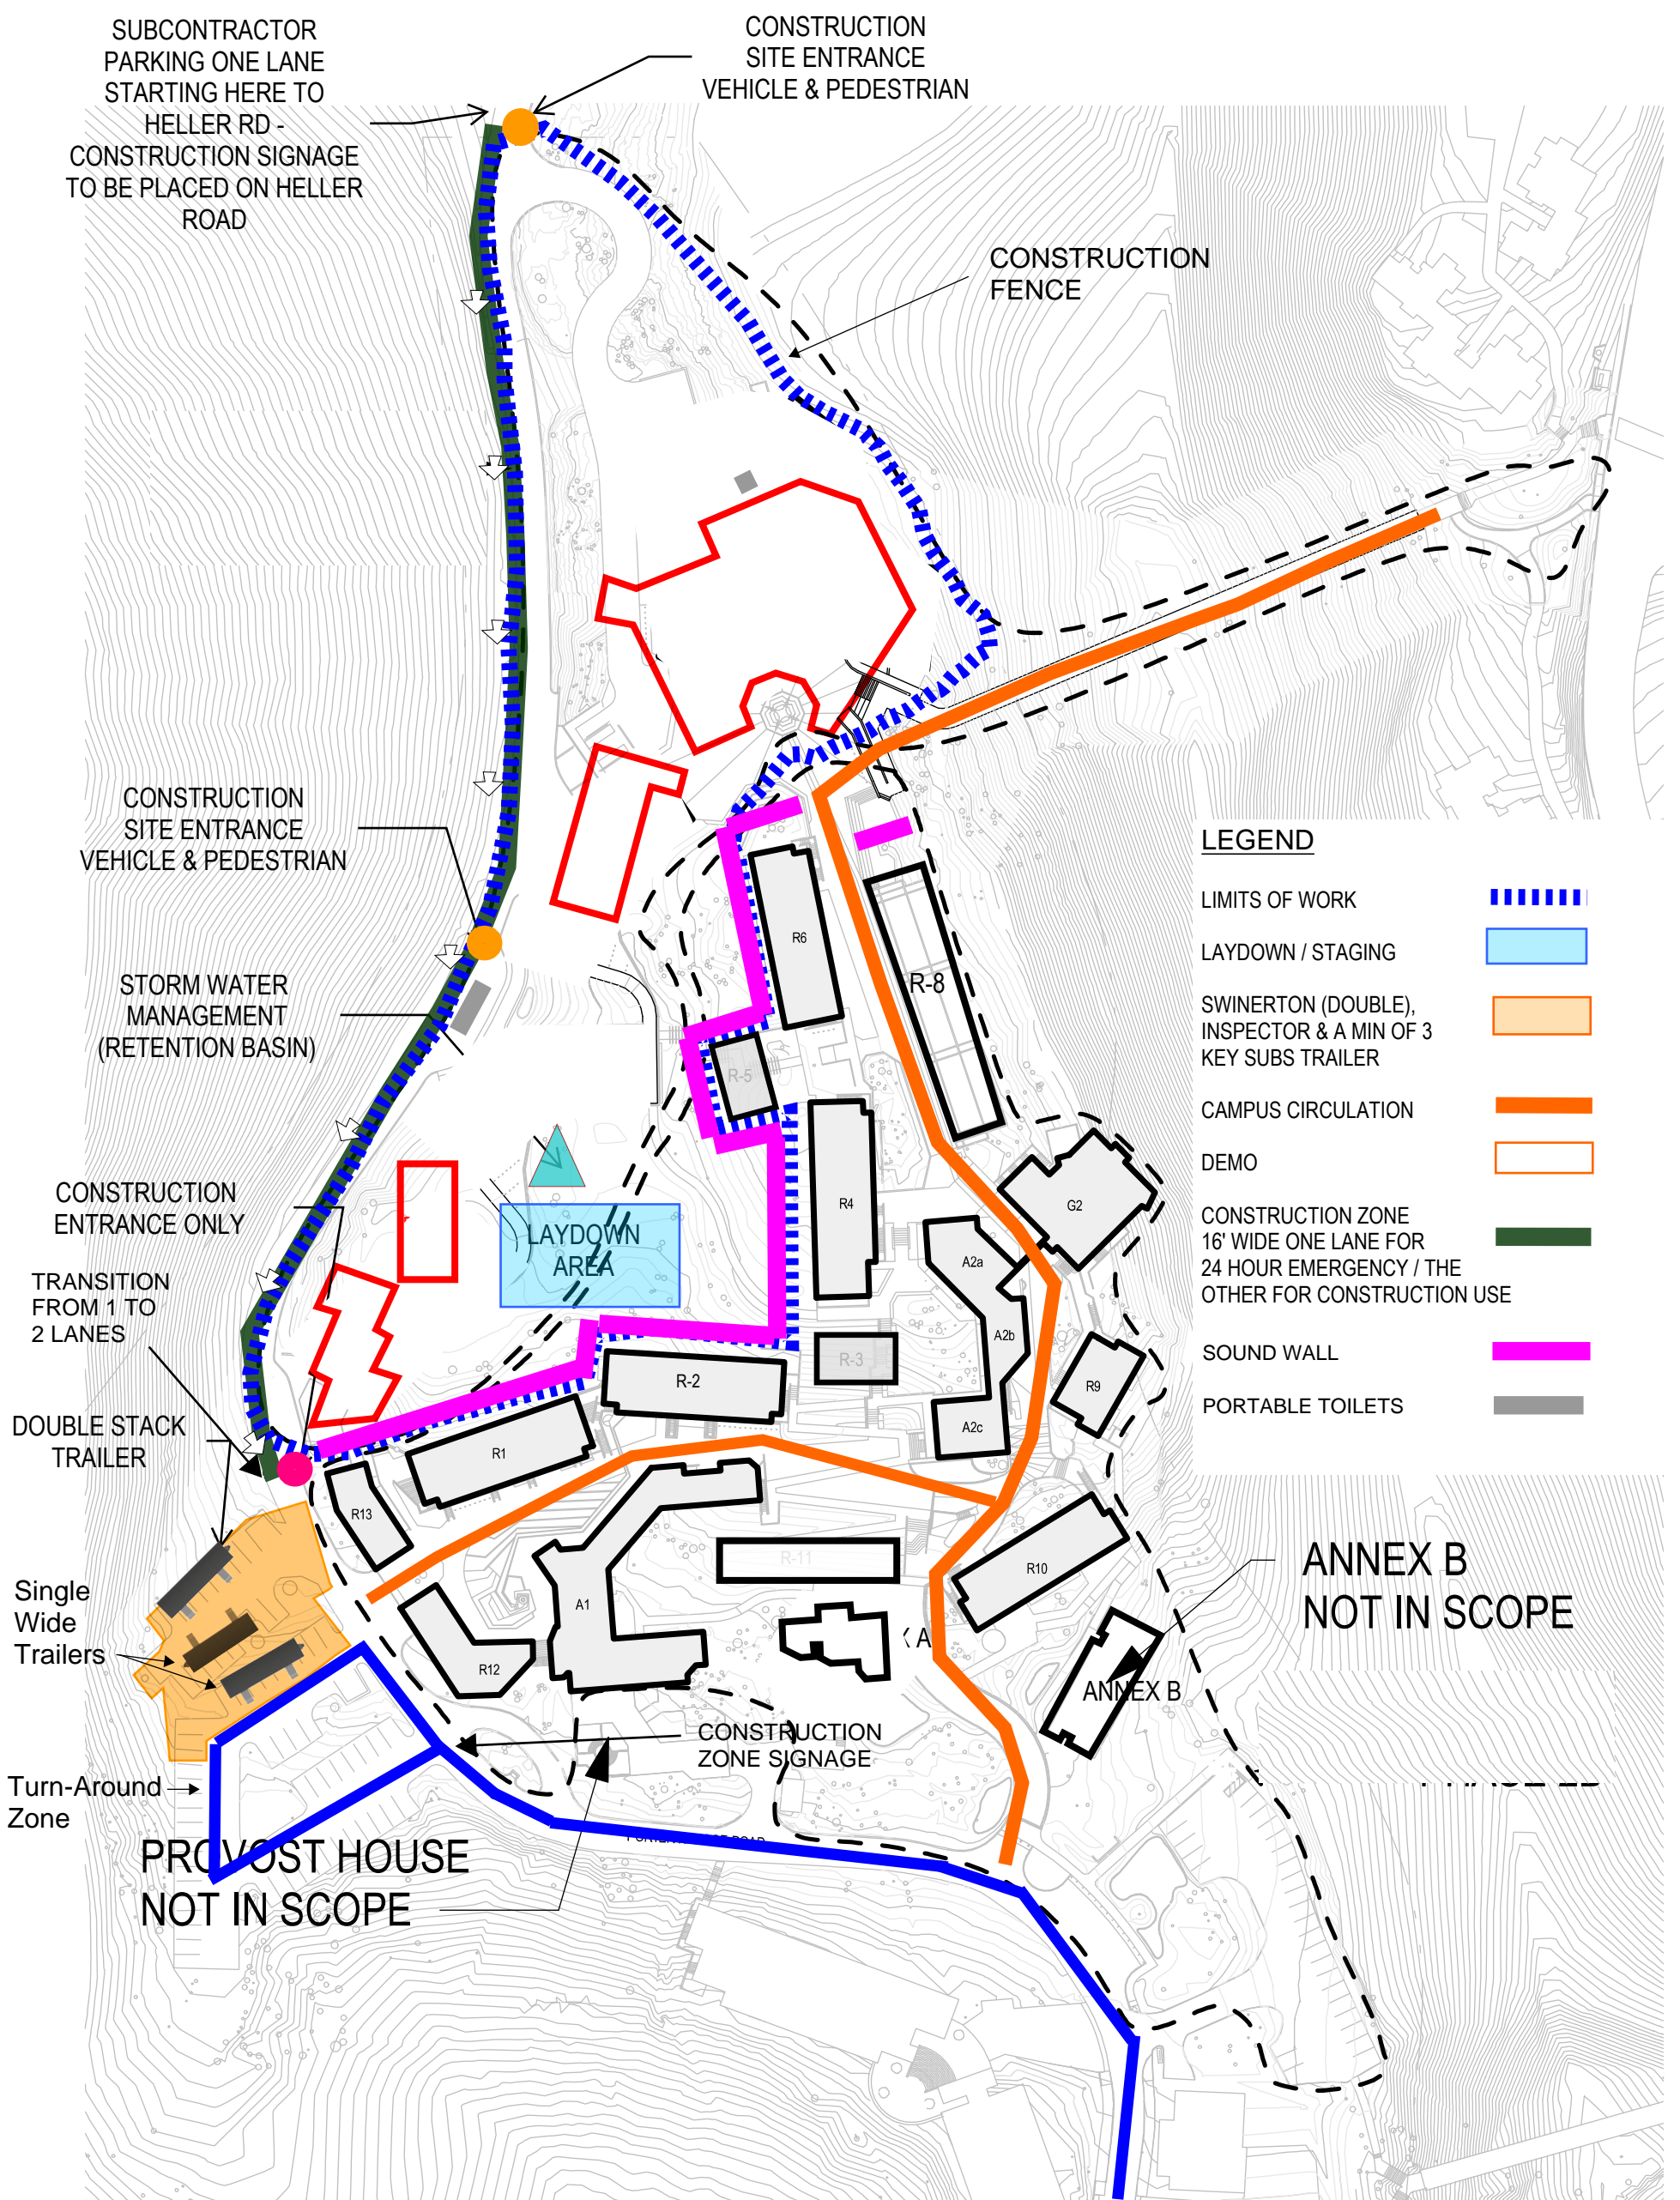 SUBCONTRACTOR
PARKING ONE LANE
STARTING HERE TO
HELLER RD -
CONSTRUCTION SIGNAGE
TO BE PLACED ON HELLER
ROAD
CONSTRUCTION
SITE ENTRANCE
VEHICLE & PEDESTRIAN
CONSTRUCTION
FENCE
CONSTRUCTION
SITE ENTRANCE
VEHICLE & PEDESTRIAN
STORM WATER
MANAGEMENT
(RETENTION BASIN)
CONSTRUCTION
ENTRANCE ONLY
TRANSITION
FROM 1 TO
2 LANES
DOUBLE STACK
TRAILER
Single
Wide
Trailers
Turn-Around
Zone
PROVOST HOUSE
NOT IN SCOPE
CONSTRUCTION
ZONE SIGNAGE
LAYDOWN
AREA
R6
R-8
R-5
R4
G2
A2a
A2b
A2c
R-3
R-2
R9
R1
R13
R-11
R10
A1
R12
A
ANNEX B
ANNEX B
NOT IN SCOPE
LEGEND
LIMITS OF WORK
LAYDOWN / STAGING
SWINERTON (DOUBLE),
INSPECTOR & A MIN OF 3
KEY SUBS TRAILER
CAMPUS CIRCULATION
DEMO
CONSTRUCTION ZONE
16' WIDE ONE LANE FOR
24 HOUR EMERGENCY / THE
OTHER FOR CONSTRUCTION USE
SOUND WALL
PORTABLE TOILETS